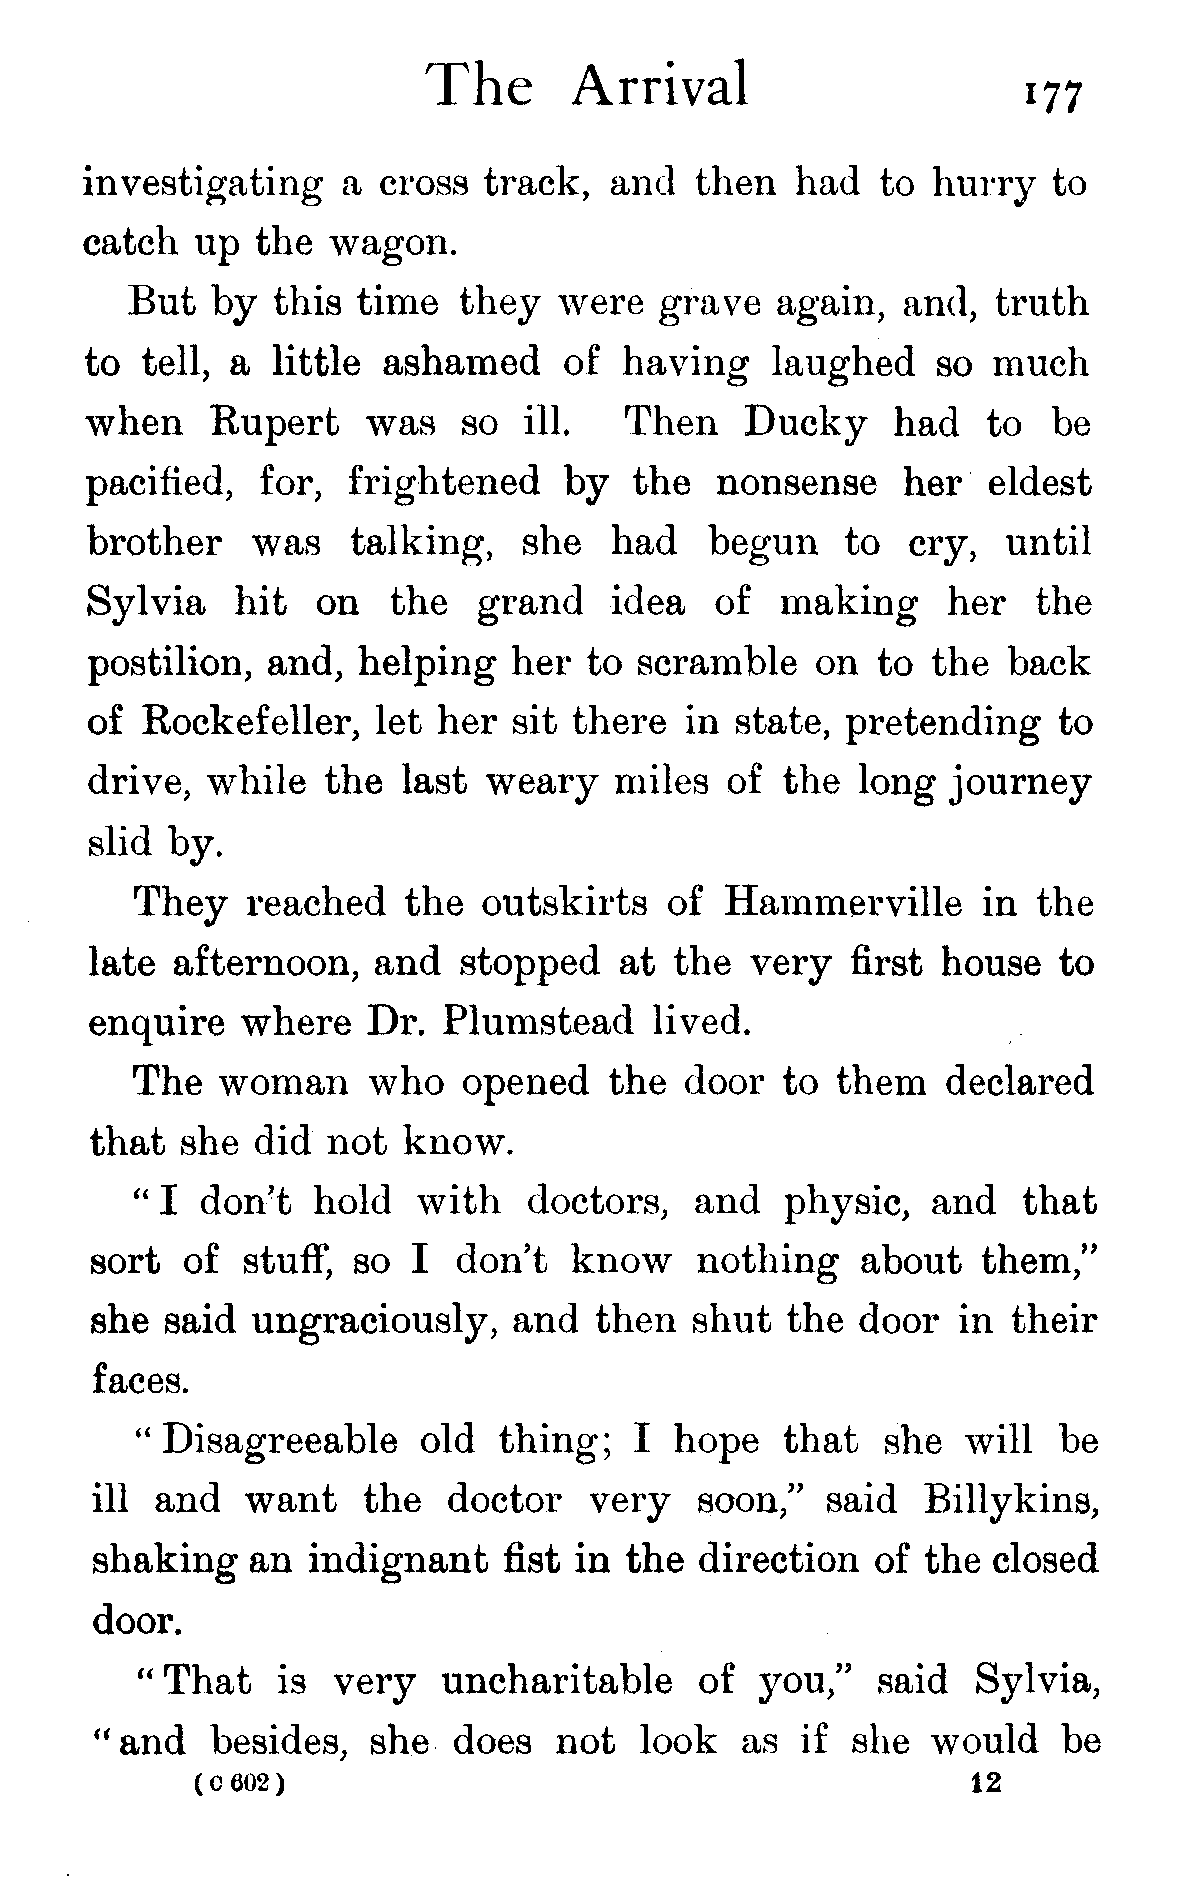 The Arrival 177
investigating a cross track, and then had to hurry to
catch up the wagon.
But by this time they were grave again, and, truth
to tell, a little ashamed of having laughed so much
when Rupert was so ill. Then Ducky had to be
pacified, for, frightened by the nonsense her eldest
brother was talking, she had begun to cry, until
Sylvia hit on the grand idea of making her the
postilion, and, helping her to scramble on to the back
of Rockefeller, let her sit there in state, pretending to
drive, while the last weary miles of the long journey
slid by.
They reached the outskirts of Hammerville in the
late afternoon, and stopped at the very first house to
enquire where Dr. Plumstead lived.
The woman who opened the door to them declared
that she did not know.
"I don't hold with doctors, and physic, and that
sort of stuff, so I don't know nothing about them,"
she said ungraciously, and then shut the door in their
faces.
"Disagreeable old thing; I hope that she will be
ill and want the doctor very soon," said Billykins,
shaking an indignant fist in the direction of the closed
door.
"That is very uncharitable of you," said Sylvia,
"and besides, she does not look as if she would be
(C 602) 12